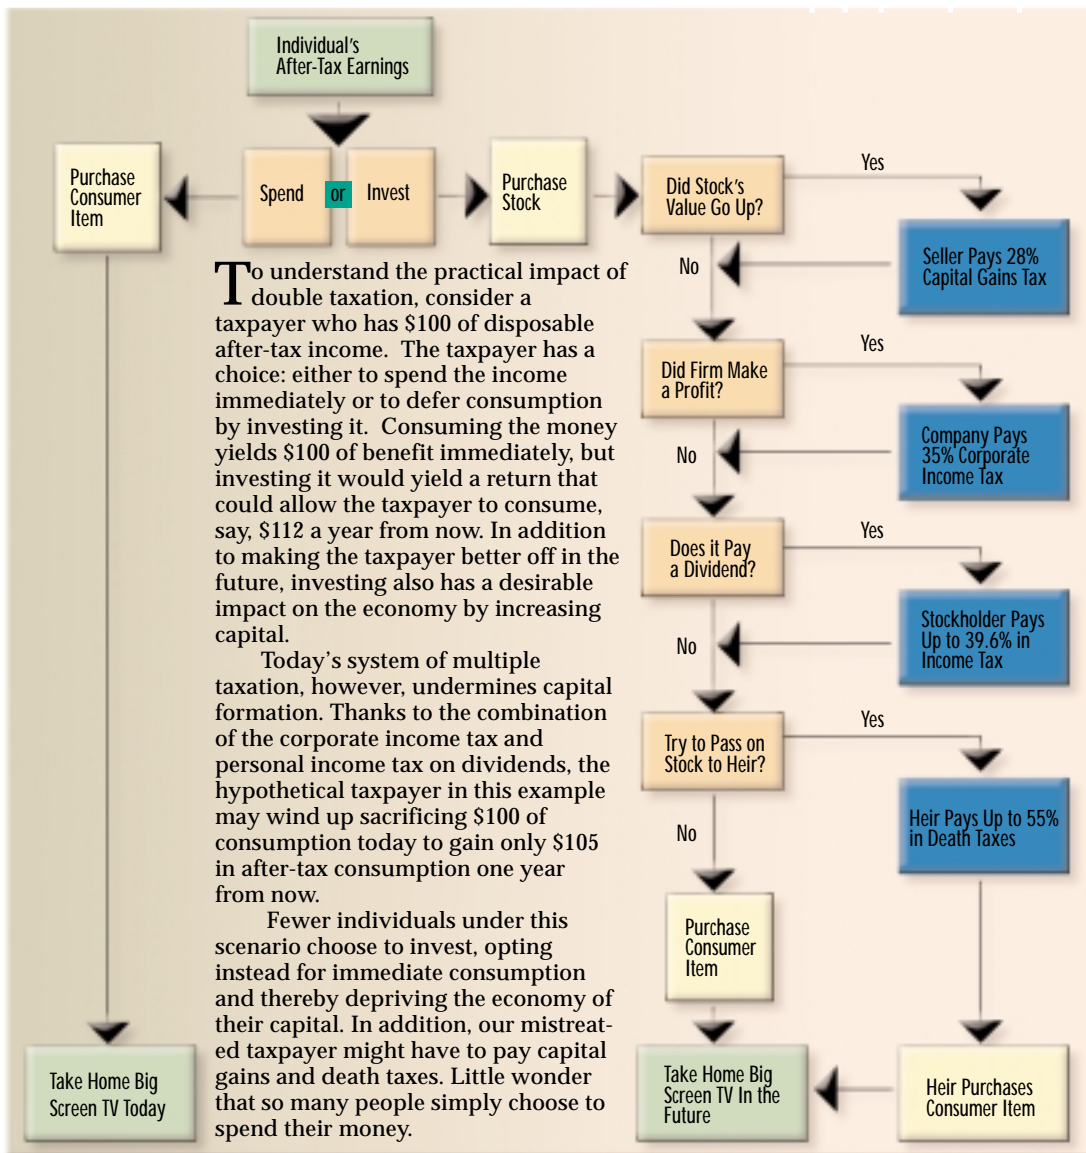 Individual's
After-Tax Earnings
Purchase
Consumer
Item
Spend
or
Invest
Purchase
Stock
Did Stock's
Value Go Up?
Yes
Seller Pays 28%
Capital Gains Tax
No
Did Firm Make
a Profit?
Yes
Company Pays
35% Corporate
Income Tax
No
Does it Pay
a Dividend?
Yes
Stockholder Pays
Up to 39.6% in
Income Tax
No
Try to Pass on
Stock to Heir?
Yes
Heir Pays Up to 55%
in Death Taxes
No
Purchase
Consumer
Item
Take Home Big
Screen TV In the
Future
Heir Purchases
Consumer Item
Take Home Big
Screen TV Today
To understand the practical impact of
double taxation, consider a
taxpayer who has $100 of disposable
after-tax income. The taxpayer has a
choice: either to spend the income
immediately or to defer consumption
by investing it. Consuming the money
yields $100 of benefit immediately, but
investing it would yield a return that
could allow the taxpayer to consume,
say, $112 a year from now. In addition
to making the taxpayer better off in the
future, investing also has a desirable
impact on the economy by increasing
capital.
Today's system of multiple
taxation, however, undermines capital
formation. Thanks to the combination
of the corporate income tax and
personal income tax on dividends, the
hypothetical taxpayer in this example
may wind up sacrificing $100 of
consumption today to gain only $105
in after-tax consumption one year
from now.
Fewer individuals under this
scenario choose to invest, opting
instead for immediate consumption
and thereby depriving the economy of
their capital. In addition, our mistreat-
ed taxpayer might have to pay capital
gains and death taxes. Little wonder
that so many people simply choose to
spend their money.